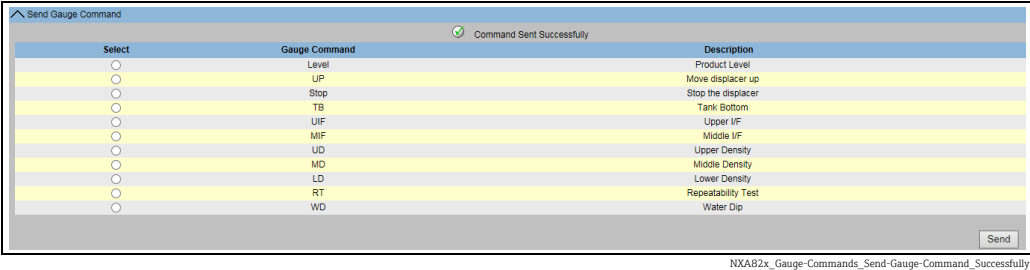 Send Gauge Command
Command Sent Successfully
Select Gauge Command Description
Level Product Level
UP Move displacer up
Stop Stop the displacer
TB Tank Bottom
UIF Upper I/F
MIF Middle I/F
UD Upper Density
MD Middle Density
LD Lower Density
RT Repeatability Test
WD Water Dip
Send
NXA82x_Gauge-Commands_Send-Gauge-Command_Successfully